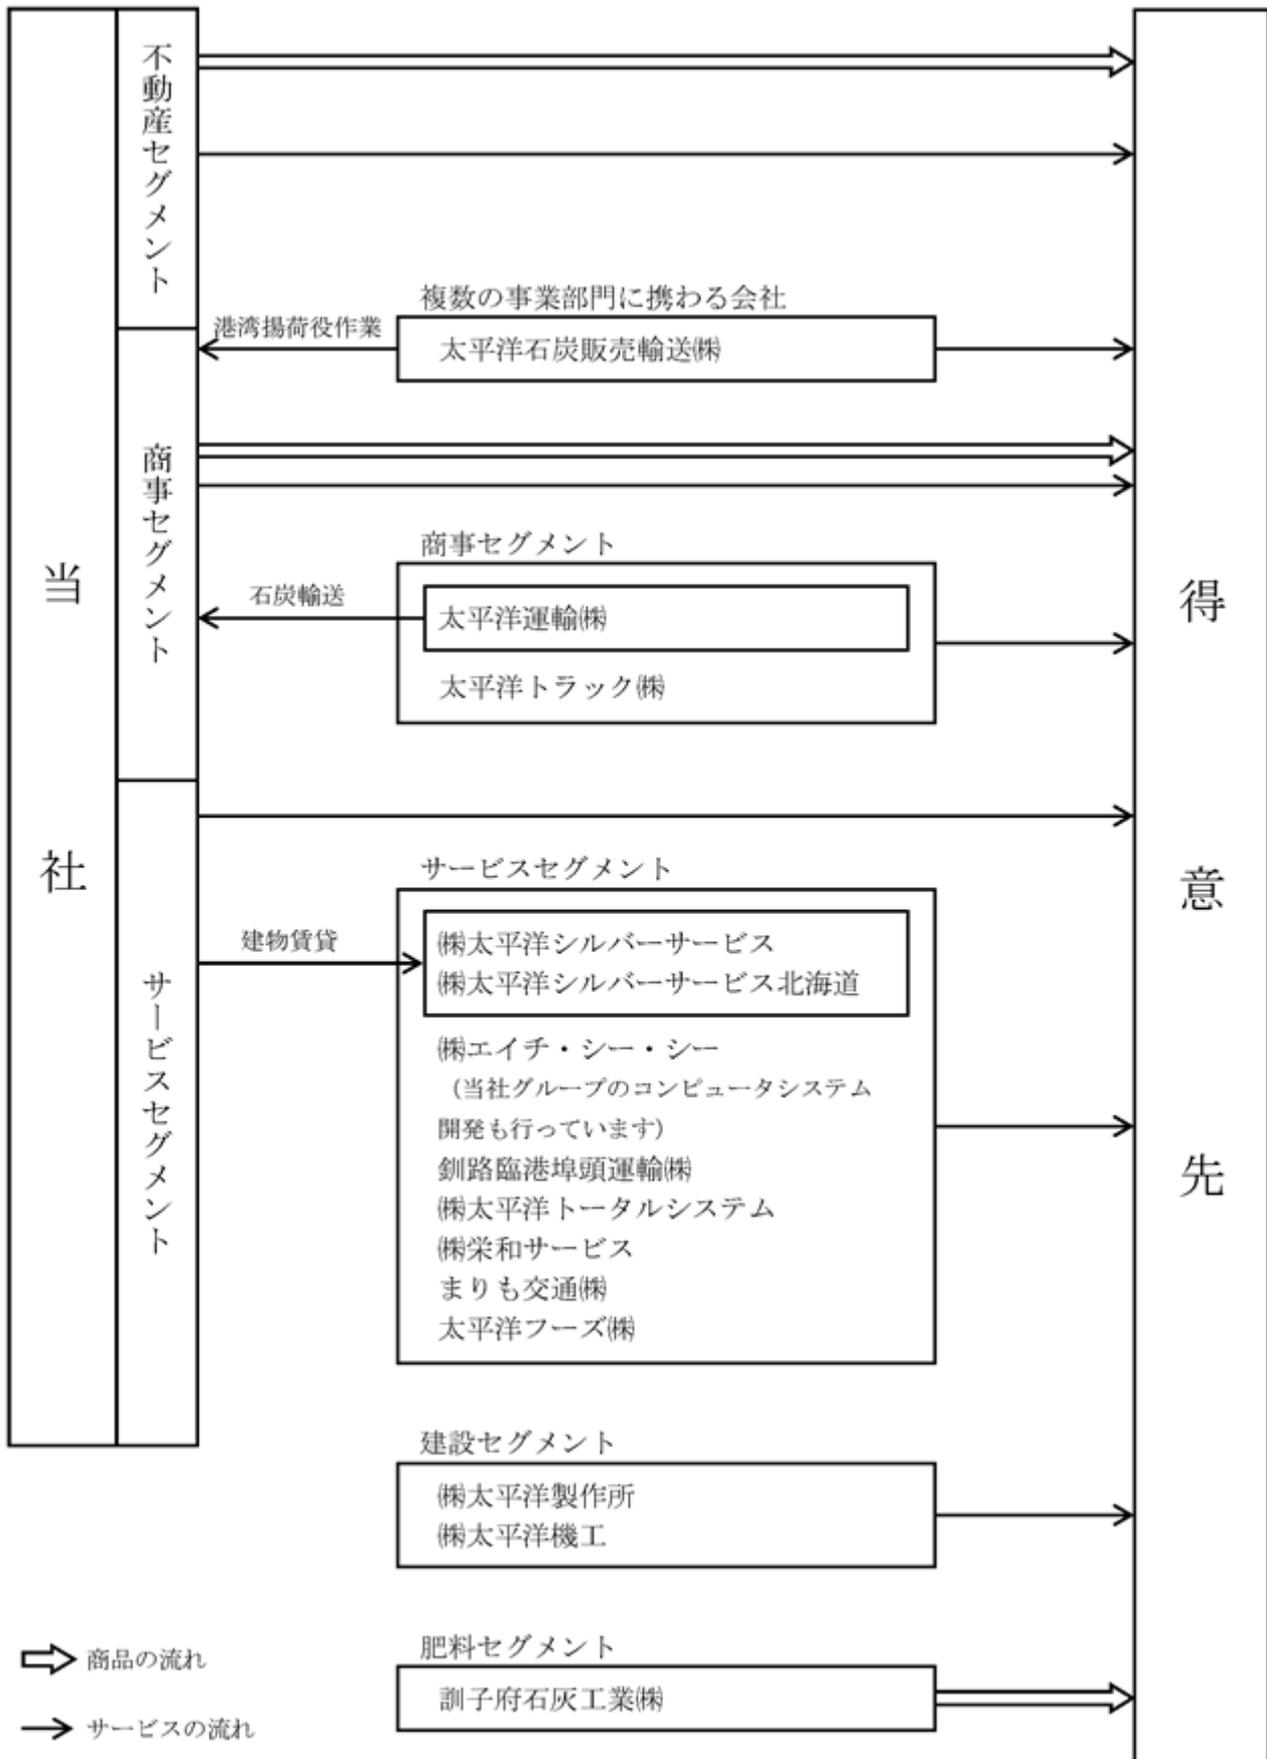 当社
不動産セグメント
商事セグメント
サービスセグメント
複数の事業部門に携わる会社
港湾揚荷役作業
太平洋石炭販売輸送㈱
商事セグメント
石炭輸送
太平洋運輸㈱
太平洋トラック㈱
サービスセグメント
建物賃貸
㈱太平洋シルバーサービス
㈱太平洋シルバーサービス北海道
㈱エイチ・シー・シー
（当社グループのコンピュータシステム
開発も行っています）
釧路臨港埠頭運輸㈱
㈱太平洋トータルシステム
㈱栄和サービス
まりも交通㈱
太平洋フーズ㈱
建設セグメント
㈱太平洋製作所
㈱太平洋機工
肥料セグメント
訓子府石灰工業㈱
得意先
商品の流れ
サービスの流れ